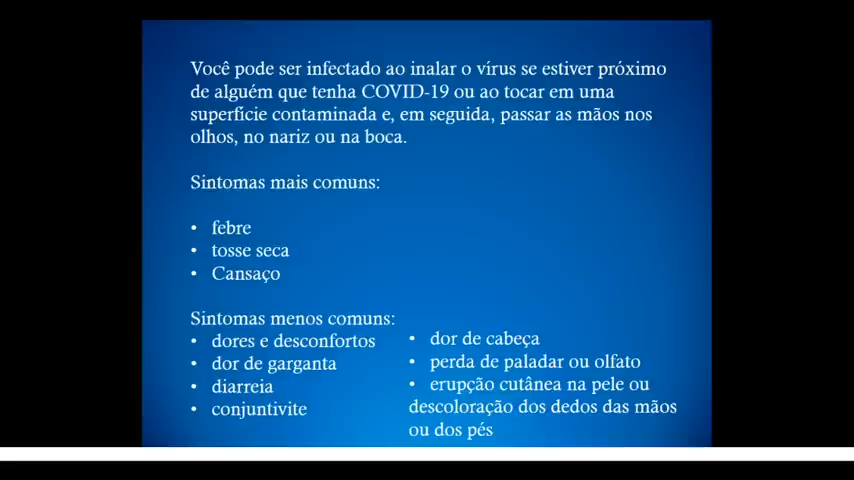 Você pode ser infectado ao inalar o vírus se estiver próximo
de alguém que tenha COVID-19 ou ao tocar em uma
superfície contaminada e, em seguida, passar as mãos nos
olhos, no nariz ou na boca.
Sintomas mais comuns:
• febre
• tosse seca
• Cansaço
Sintomas menos comuns:
• dores e desconfortos
• dor de garganta
• diarreia
• conjuntivite
• dor de cabeça
• perda de paladar ou olfato
• erupção cutânea na pele ou
descoloração dos dedos das mãos
ou dos pés